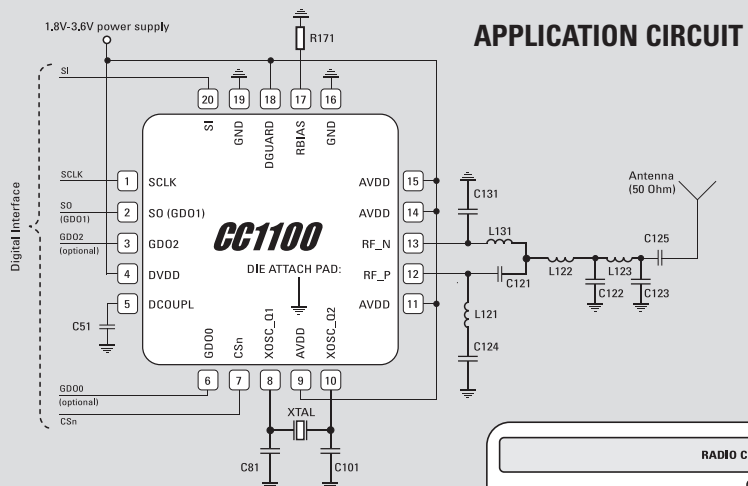 APPLICATION CIRCUIT
1.8V-3.6V power supply
R171
SI
20
19
18
17
16
SI
GND
DGUARD
RBIAS
GND
Digital Interface
SCLK
1
SCLK
SO
(GDO1)
2
SO (GDO1)
GDO2
(optional)
3
GDO2
4
DVDD
5
DCOUPL
C51
CC1100
DIE ATTACH PAD:
AVDD
15
AVDD
14
RF_N
13
RF_P
12
AVDD
11
C131
L131
C121
L121
C124
L122
L123
C122
C123
C125
Antenna
(50 Ohm)
GDO0
CSn
XOSC_Q1
AVDD
XOSC_Q2
6
7
8
9
10
GDO0
(optional)
CSn
XTAL
C81
C101
RADIO C